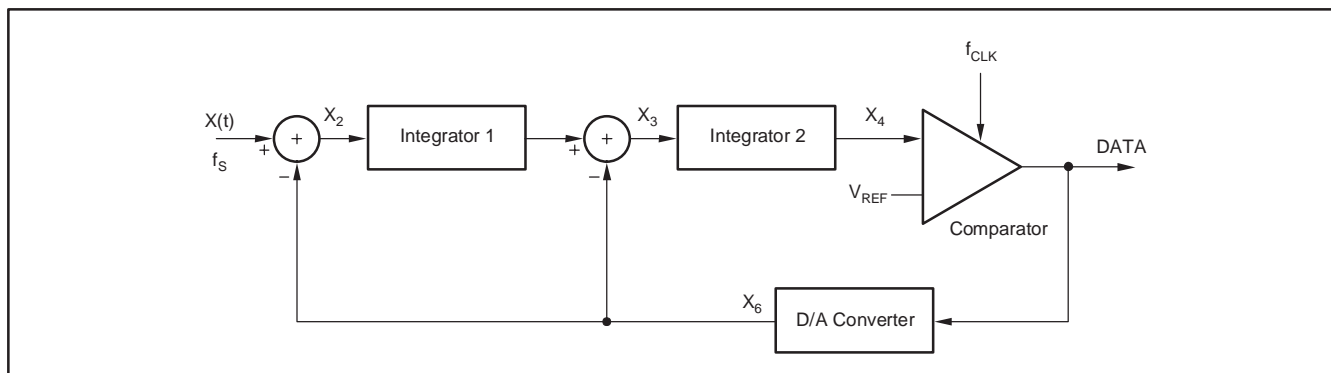 f_CLK
X(t)
f_S
+
+
−
X_2
Integrator 1
+
+
−
X_3
Integrator 2
X_4
V_REF
Comparator
DATA
X_6
D/A Converter